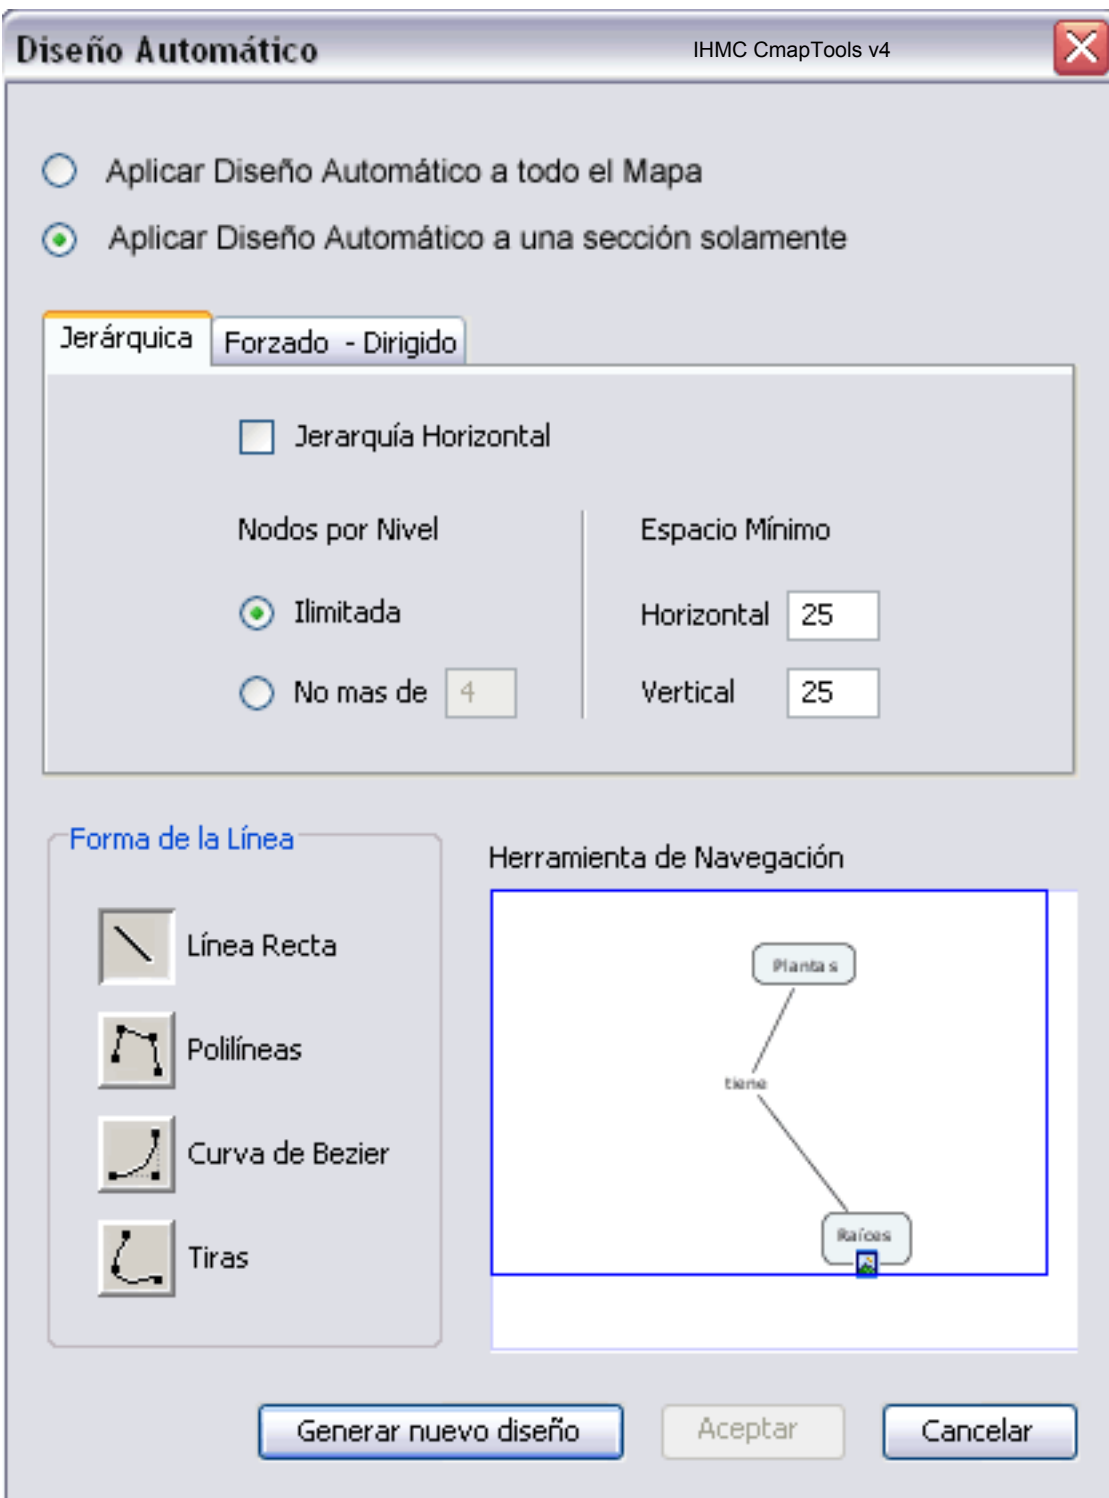 Diseño Automático IHMC CmapTools v4
Aplicar Diseño Automático a todo el Mapa
Aplicar Diseño Automático a una sección solamente
Jerárquica Forzado - Dirigido
Jerarquía Horizontal
Nodos por Nivel
Ilimitada
No mas de 4
Espacio Mínimo
Horizontal 25
Vertical 25
Forma de la Línea
Línea Recta
Polilíneas
Curva de Bezier
Tiras
Herramienta de Navegación
Plantas
tiene
Raíces
Generar nuevo diseño Aceptar Cancelar